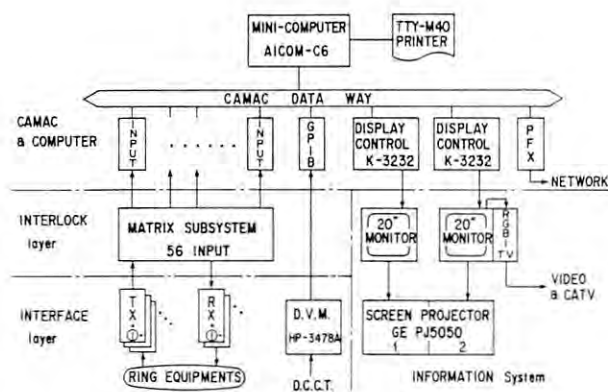 MINI-COMPUTER
AICOM-C6
TTY-M40
PRINTER
CAMAC DATA WAY
CAMAC
& COMPUTER
INPUT
INPUT
GPIB
DISPLAY
CONTROL
K-3232
DISPLAY
CONTROL
K-3232
PFX
NETWORK
INTERLOCK
layer
MATRIX SUBSYSTEM
56 INPUT
20"
MONITOR
20"
MONITOR
RGB
TV
VIDEO
& CATV.
INTERFACE
layer
TX
RX
D.V.M.
HP-3478A
SCREEN PROJECTOR
GE PJ5050
1 2
RING EQUIPMENTS
D.C.C.T.
INFORMATION System